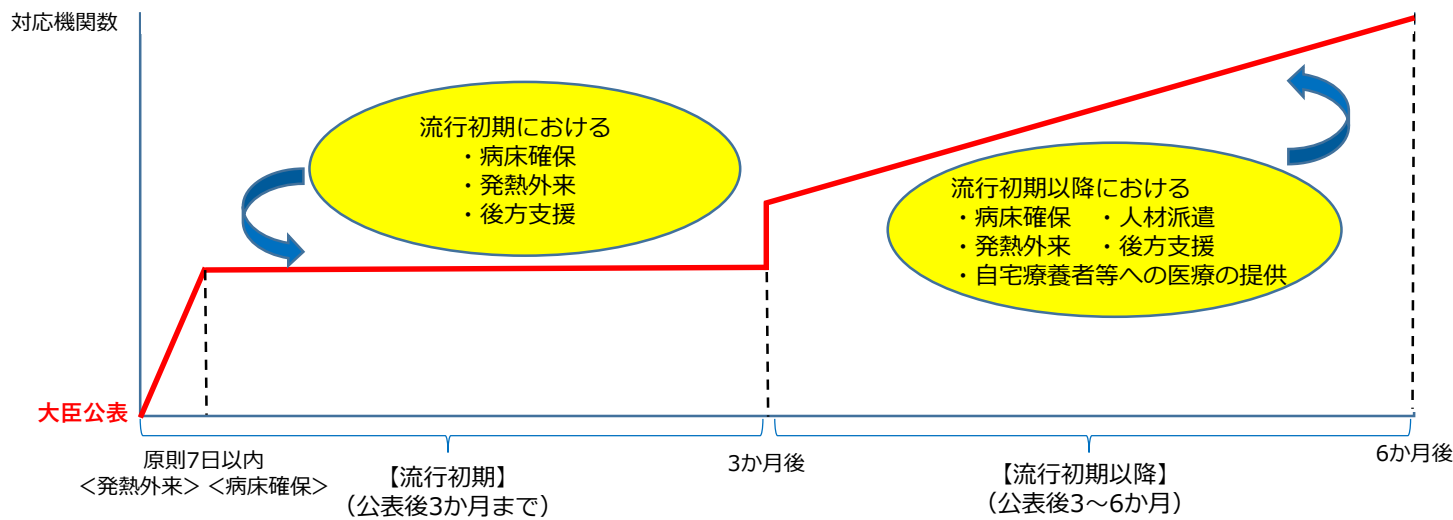 対応機関数
流行初期における
・病床確保
・発熱外来
・後方支援
流行初期以降における
・病床確保　・人材派遣
・発熱外来　・後方支援
・自宅療養者等への医療の提供
大臣公表
原則7日以内
＜発熱外来＞＜病床確保＞
【流行初期】
（公表後3か月まで）
3か月後
【流行初期以降】
（公表後3～6か月）
6か月後